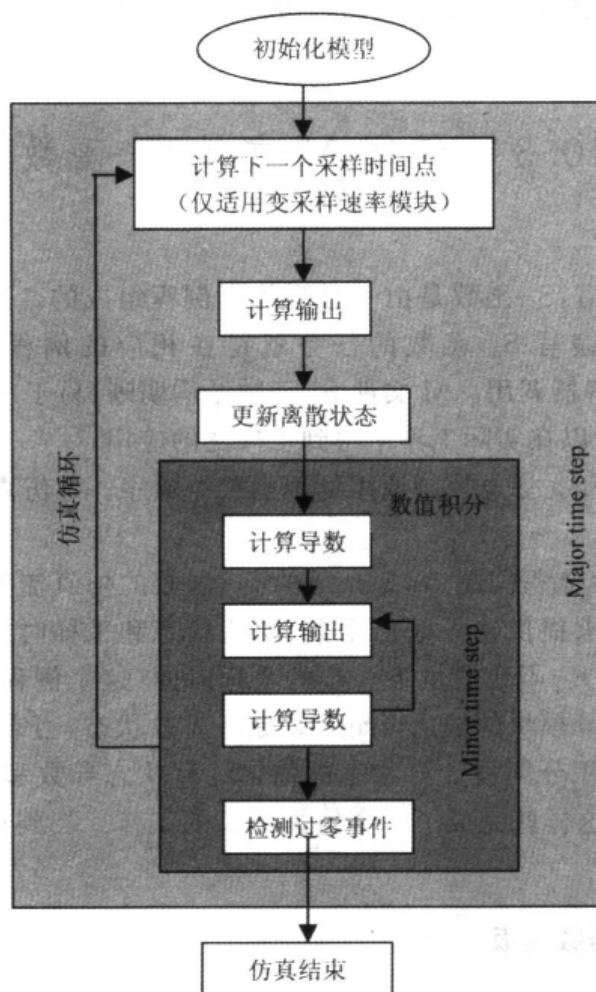 初始化模型
计算下一个采样时间点
（仅适用变采样速率模块）
计算输出
更新离散状态
数值积分
计算导数
计算输出
计算导数
检测过零事件
仿真循环
Minor time step
Major time step
仿真结束